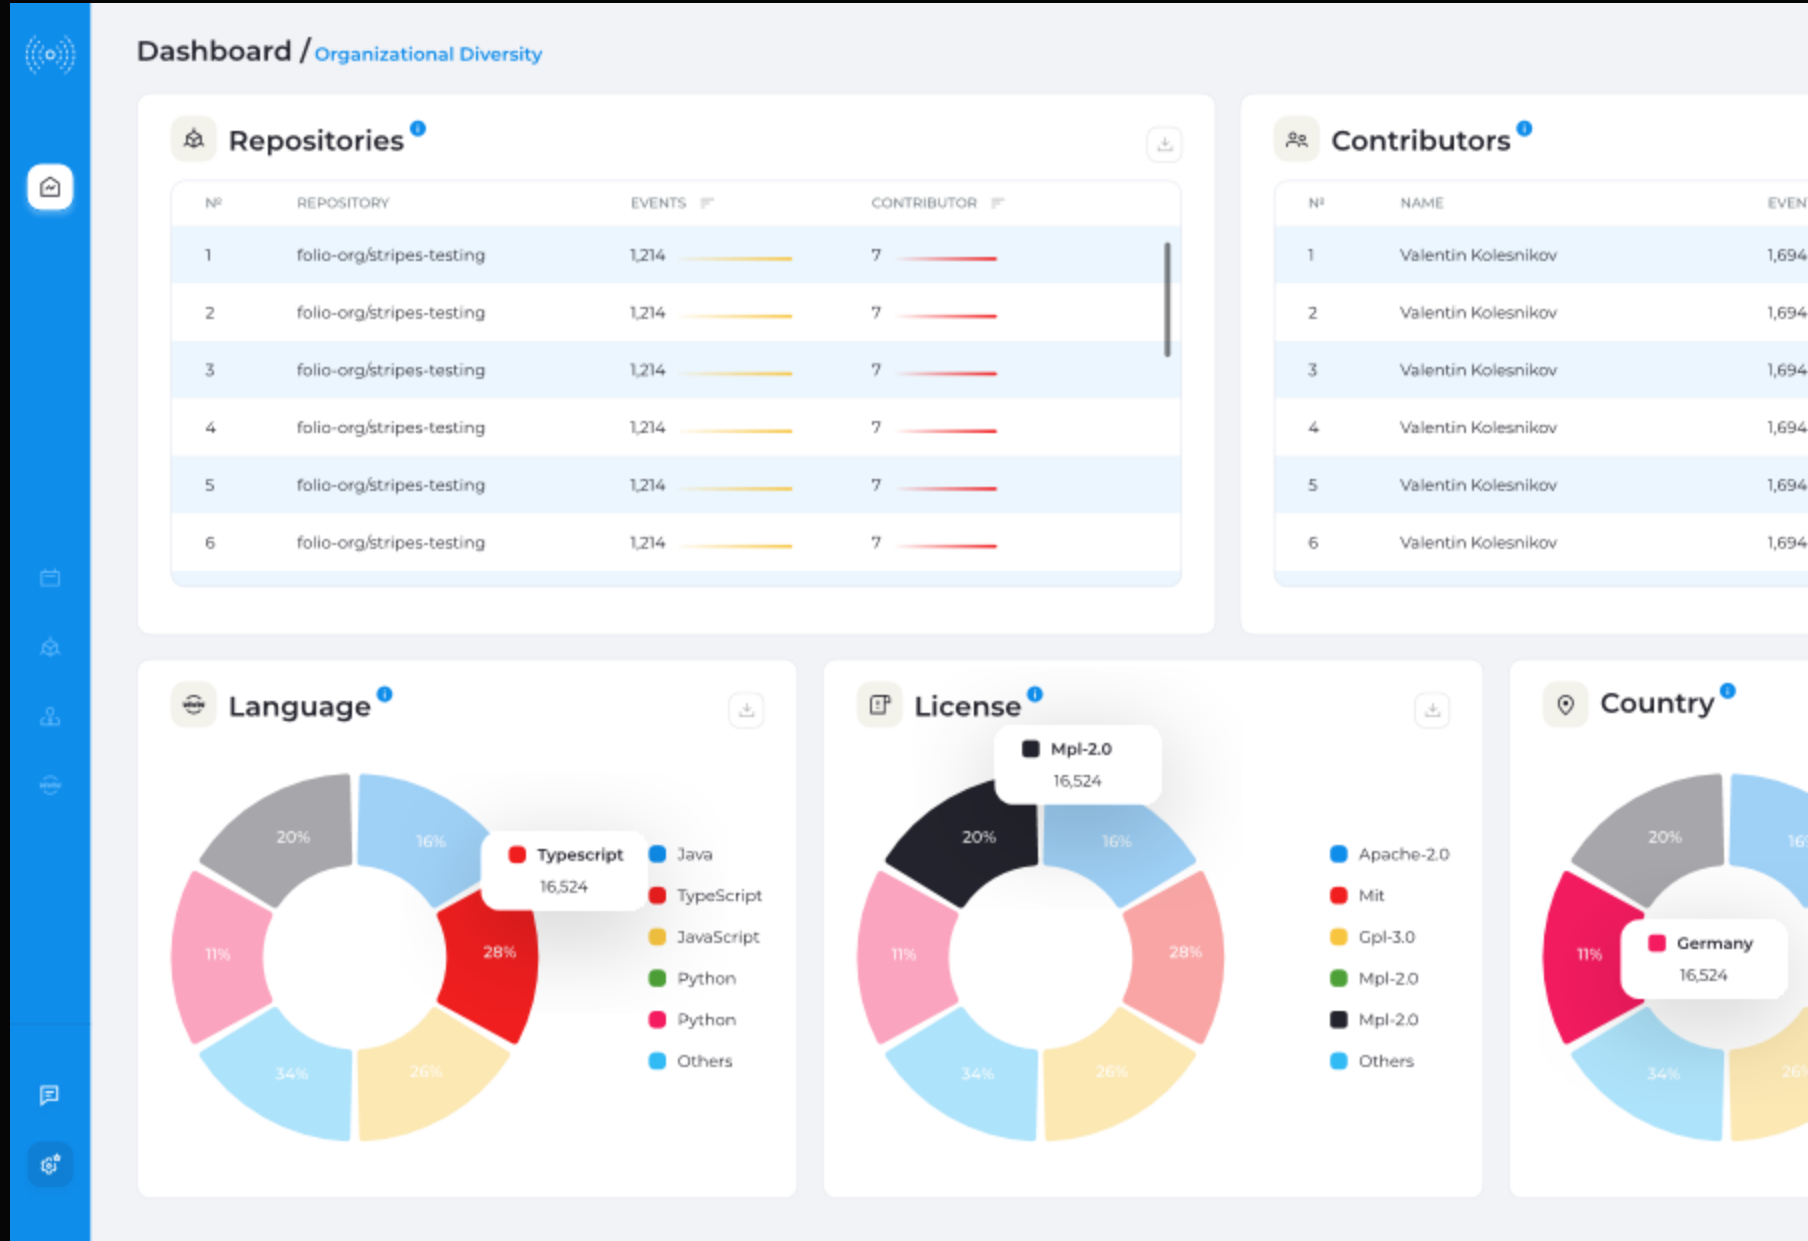 Dashboard / Organizational Diversity
Repositories
Nº REPOSITORY EVENTS CONTRIBUTOR
1 folio-org/stripes-testing 1,214 7
2 folio-org/stripes-testing 1,214 7
3 folio-org/stripes-testing 1,214 7
4 folio-org/stripes-testing 1,214 7
5 folio-org/stripes-testing 1,214 7
6 folio-org/stripes-testing 1,214 7
Contributors
Nº NAME EVEN
1 Valentin Kolesnikov 1,694
2 Valentin Kolesnikov 1,694
3 Valentin Kolesnikov 1,694
4 Valentin Kolesnikov 1,694
5 Valentin Kolesnikov 1,694
6 Valentin Kolesnikov 1,694
Language
20%
16%
11%
28%
34%
26%
Typescript
16,524
Java
TypeScript
JavaScript
Python
Python
Others
License
Mpl-2.0
16,524
20%
16%
11%
28%
34%
26%
Apache-2.0
Mit
Gpl-3.0
Mpl-2.0
Mpl-2.0
Others
Country
20%
16
11%
Germany
16,524
34%
26%